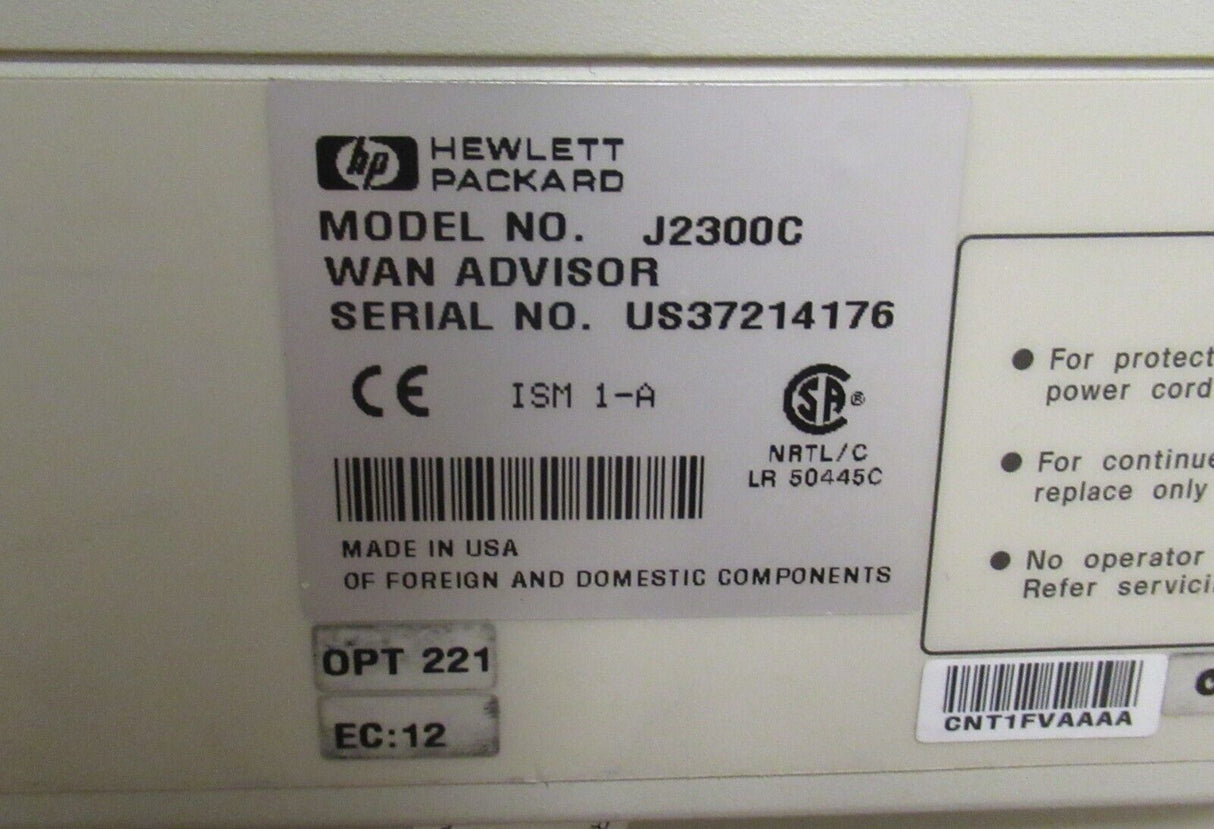 hp HEWLETT
PACKARD
MODEL NO. J2300C
WAN ADVISOR
SERIAL NO. US37214176
CE ISM 1-A SA ®
NRTL/C
LR 50445C
MADE IN USA
OF FOREIGN AND DOMESTIC COMPONENTS
OPT 221
EC:12
● For protect
power cord
● For continue
replace only
● No operator
Refer servici
CNT1FVAAAA